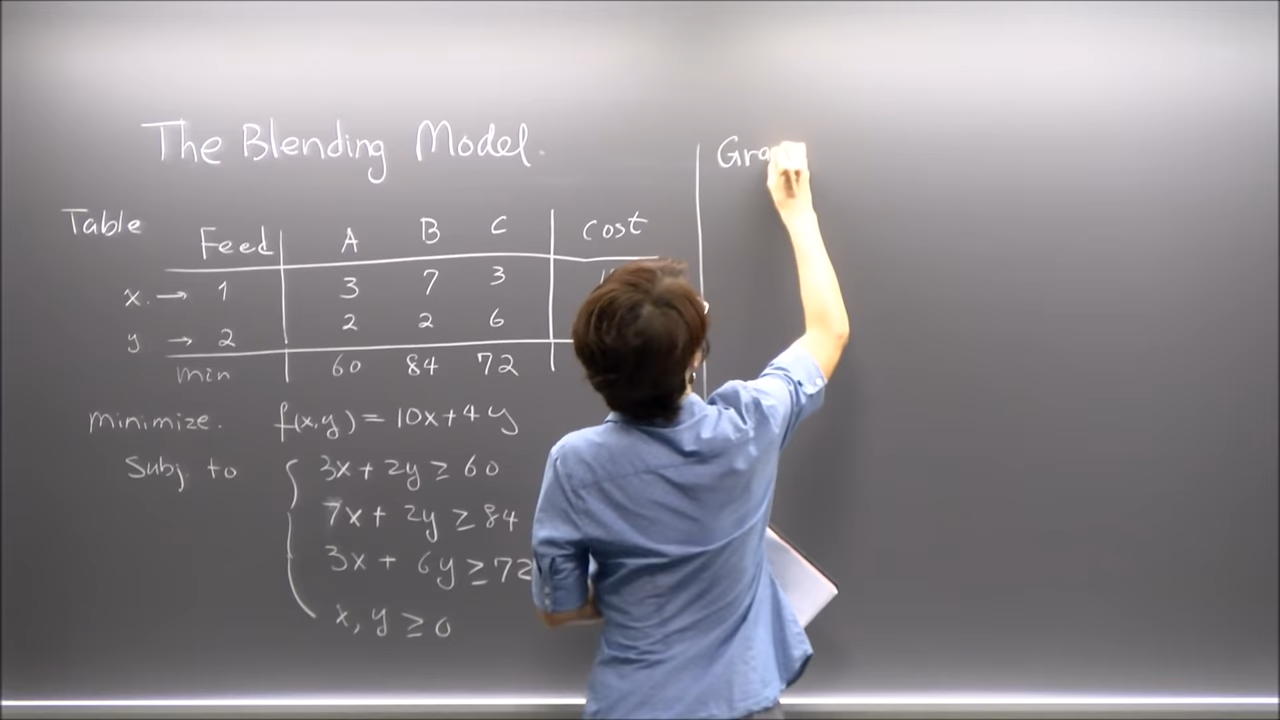 The Blending Model.
Table
Feed A B C cost
x. → 1 3 7 3
y → 2 2 2 6
min 60 84 72
minimize. f(x,y) = 10x+4y
Subj. to 3x + 2y ≥ 60
7x + 2y ≥ 84
3x + 6y ≥ 72
x, y ≥ 0